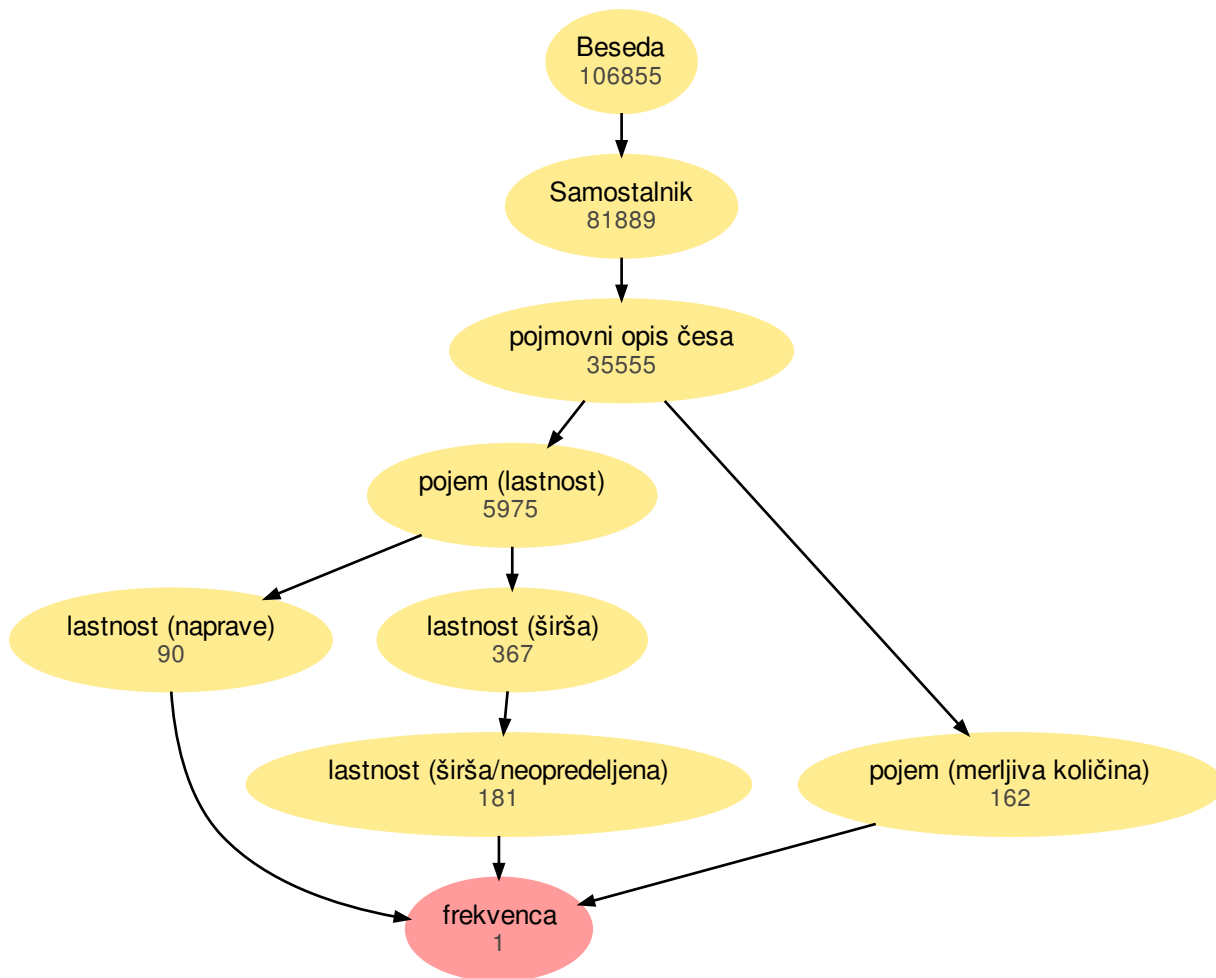 Beseda
106855
Samostalnik
81889
pojmovni opis česa
35555
pojem (lastnost)
5975
lastnost (naprave)
90
lastnost (širša)
367
lastnost (širša/neopredeljena)
181
pojem (merljiva količina)
162
frekvenca
1